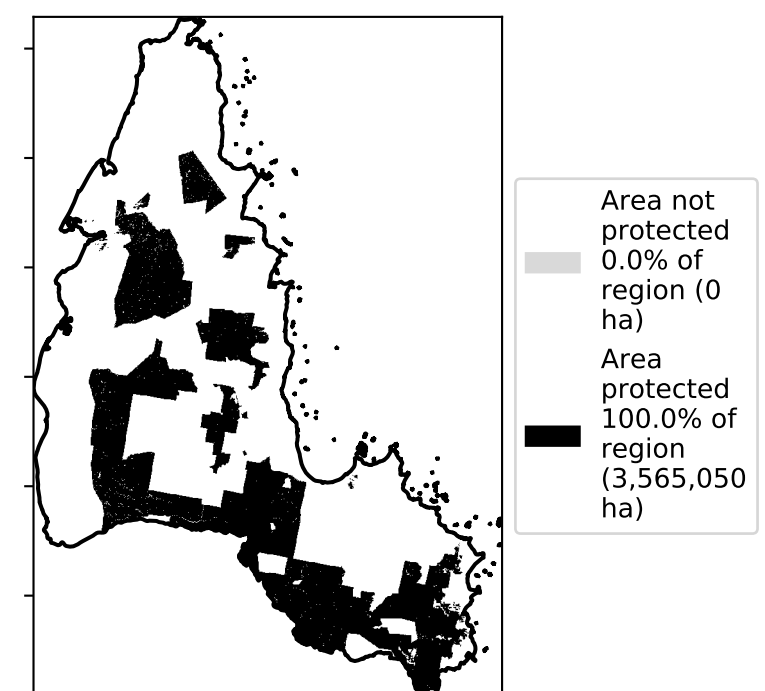 Area not
protected
0.0% of
region (0
ha)
Area
protected
100.0% of
region
(3,565,050
ha)